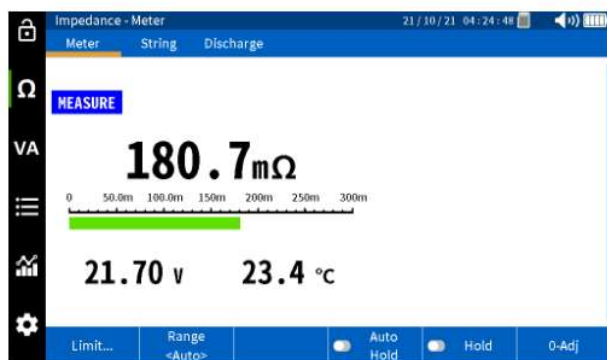 Impedance - Meter 21/10/21 04:24:48
Meter String Discharge
Ω
MEASURE
VA
180.7mΩ
0 50.0m 100.0m 150m 200m 250m 300m
21.70 V 23.4 °C
Limit... Range <Auto> Auto Hold Hold 0-Adj